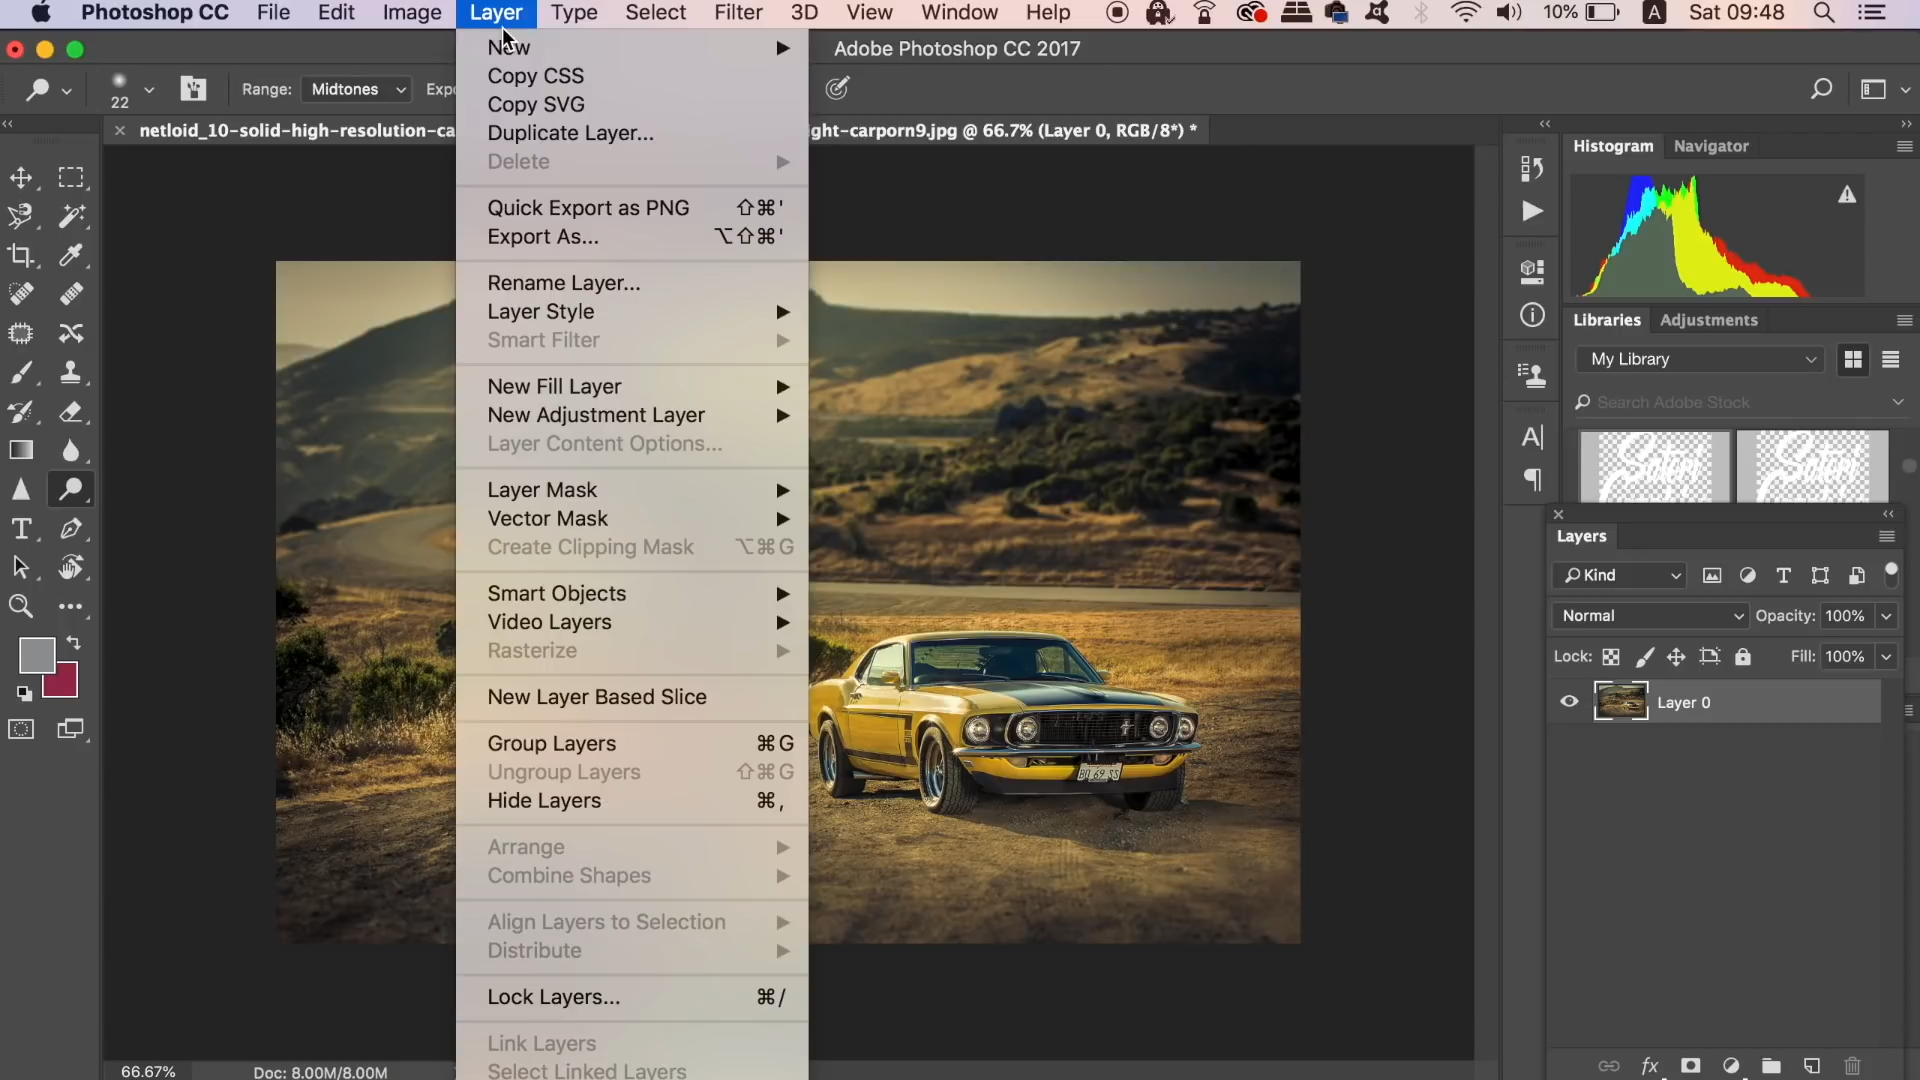 Photoshop CC File Edit Image Layer Type Select Filter 3D View Window Help 10% A Sat 09:48
Adobe Photoshop CC 2017
22 Range: Midtones Expo
netloid_10-solid-high-resolution-ca ght-carporn9.jpg @ 66.7% (Layer 0, RGB/8*) *
New
Copy CSS
Copy SVG
Duplicate Layer...
Delete
Quick Export as PNG ⇧⌘'
Export As... ⌥⇧⌘'
Rename Layer...
Layer Style
Smart Filter
New Fill Layer
New Adjustment Layer
Layer Content Options...
Layer Mask
Vector Mask
Create Clipping Mask ⌥⌘G
Smart Objects
Video Layers
Rasterize
New Layer Based Slice
Group Layers ⌘G
Ungroup Layers ⇧⌘G
Hide Layers ⌘,
Arrange
Combine Shapes
Align Layers to Selection
Distribute
Lock Layers... ⌘/
Link Layers
Select Linked Layers
Histogram Navigator
Libraries Adjustments
My Library
Search Adobe Stock
Layers
Kind
Normal Opacity: 100%
Lock: Fill: 100%
Layer 0
fx
66.67% Doc: 8.00M/8.00M